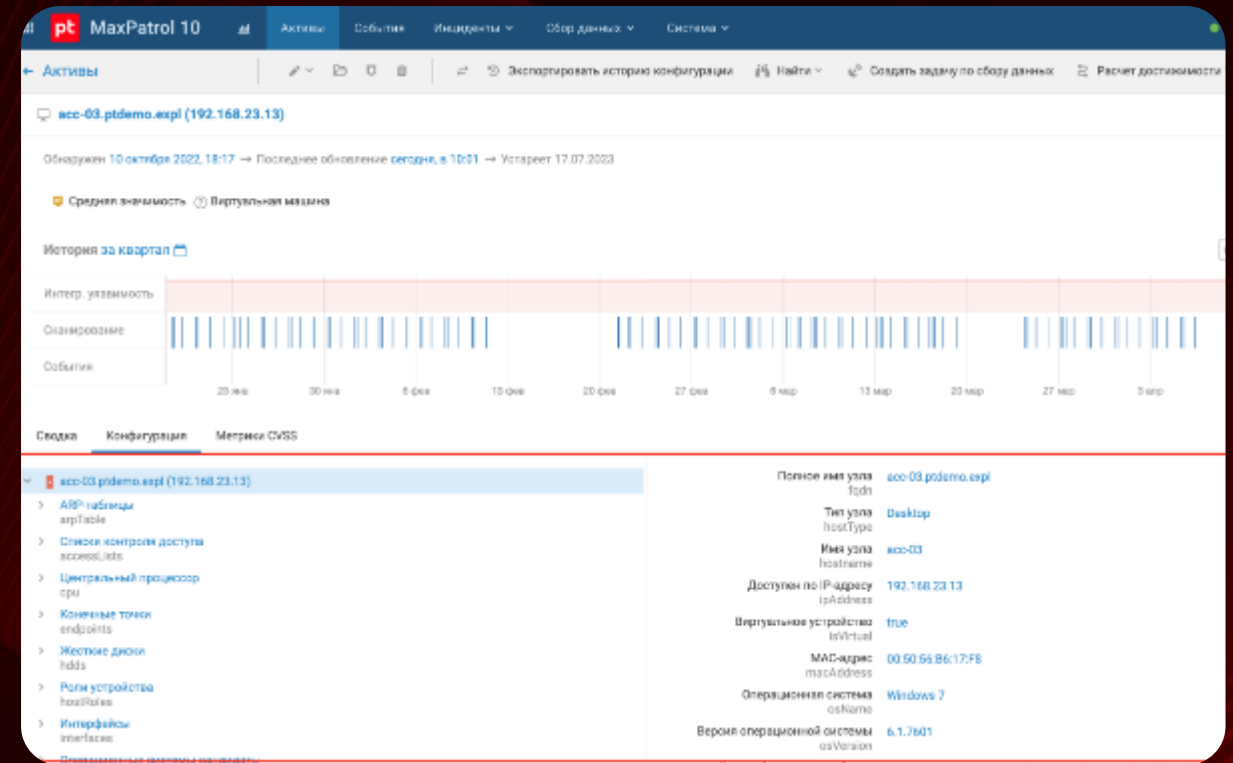 pt MaxPatrol 10 Активы События Инциденты Сбор данных Система
← Активы Экспортировать историю конфигурации Найти Создать задачу по сбору данных Расчет достижимости
acc-03.ptdemo.expl (192.168.23.13)
Обнаружен 10 октября 2022, 18:17 → Последнее обновление сегодня, в 10:01 → Устареет 17.07.2023
Средняя значимость Виртуальная машина
История за квартал
Интегр. уязвимость
Сканирование
События
30 янв 6 фев 13 фев 20 фев 27 фев 6 мар 13 мар 20 мар 27 мар 3 апр
Сводка Конфигурация Метрики CVSS
acc-03.ptdemo.expl (192.168.23.13)
ARP-таблицы
arpTable
Списки контроля доступа
accessLists
Центральный процессор
cpu
Конечные точки
endpoints
Жесткие диски
hdds
Роли устройства
hostRoles
Интерфейсы
interfaces
Полное имя узла acc-03.ptdemo.expl
fqdn
Тип узла Desktop
hostType
Имя узла acc-03
hostname
Доступен по IP-адресу 192.168.23.13
ipAddress
Виртуальное устройство true
isVirtual
MAC-адрес 00:50:56:B6:17:F8
macAddress
Операционная система Windows 7
osName
Версия операционной системы 6.1.7601
osVersion